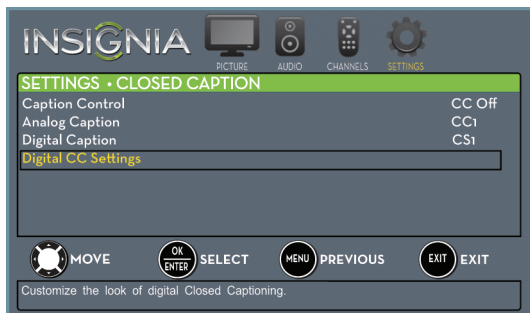 INSIGNIA
PICTURE AUDIO CHANNELS SETTINGS
SETTINGS • CLOSED CAPTION
Caption Control CC Off
Analog Caption CC1
Digital Caption CS1
Digital CC Settings
MOVE OK ENTER SELECT MENU PREVIOUS EXIT EXIT
Customize the look of digital Closed Captioning.